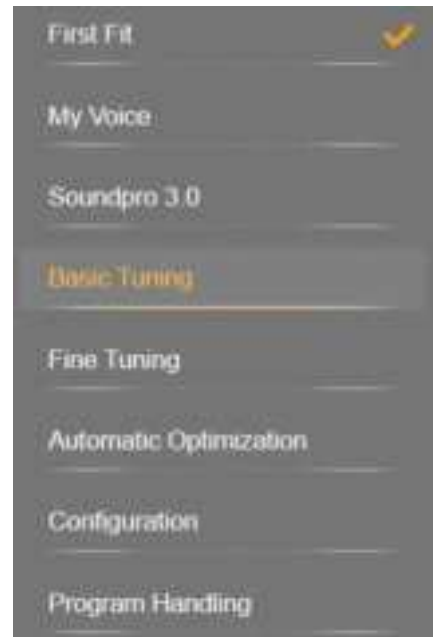 First Fit
My Voice
Soundpro 3.0
Basic Tuning
Fine Tuning
Automatic Optimization
Configuration
Program Handling